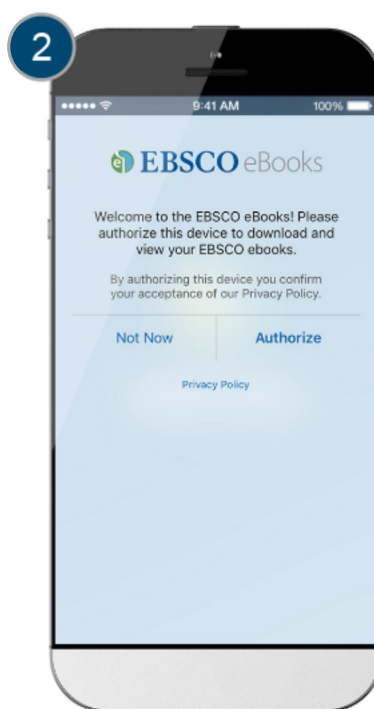 2
9:41 AM 100%
e EBSCO eBooks
Welcome to the EBSCO eBooks! Please
authorize this device to download and
view your EBSCO ebooks.
By authorizing this device you confirm
your acceptance of our Privacy Policy.
Not Now Authorize
Privacy Policy